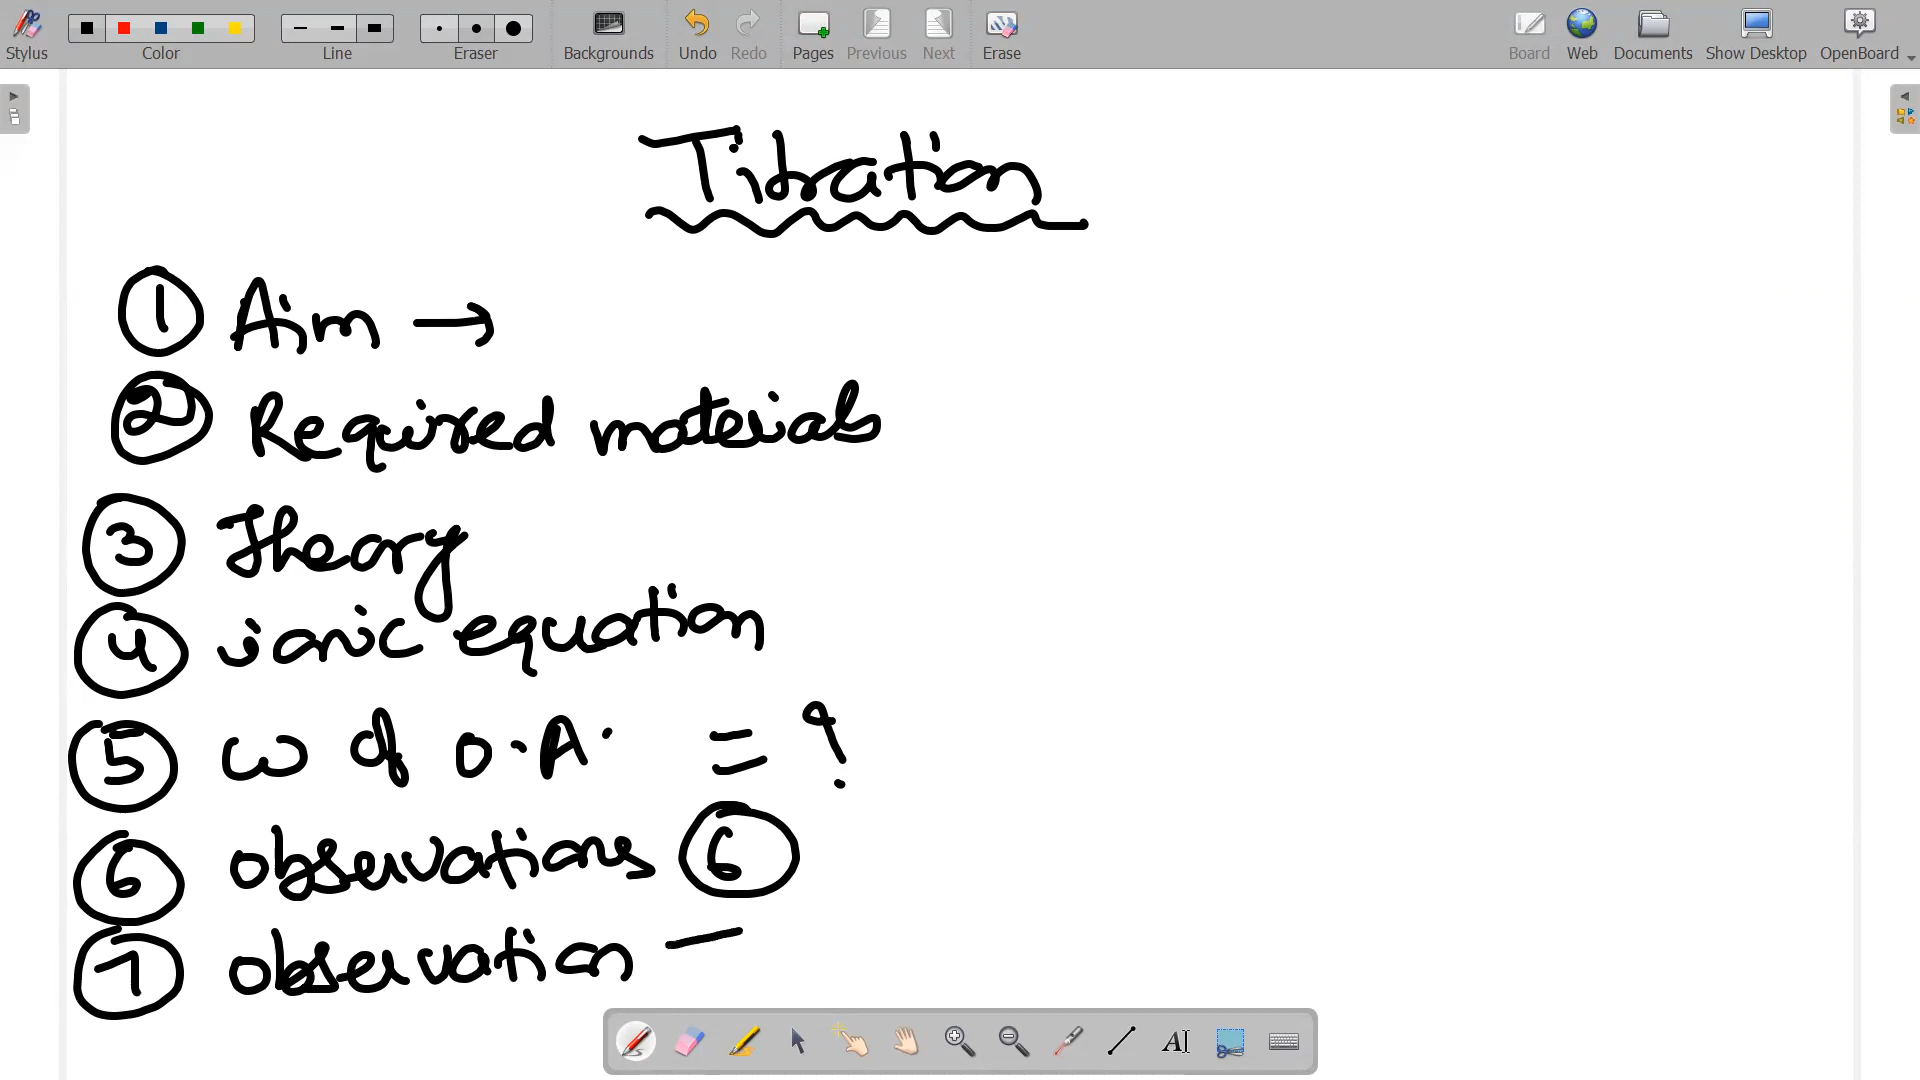 Stylus Color Line Eraser Backgrounds Undo Redo Pages Previous Next Erase Board Web Documents Show Desktop OpenBoard
Titration
① Aim →
② Required materials
③ Theory
④ ionic equation
⑤ W of O.A. = ?
⑥ observations ⑥
⑦ observation —